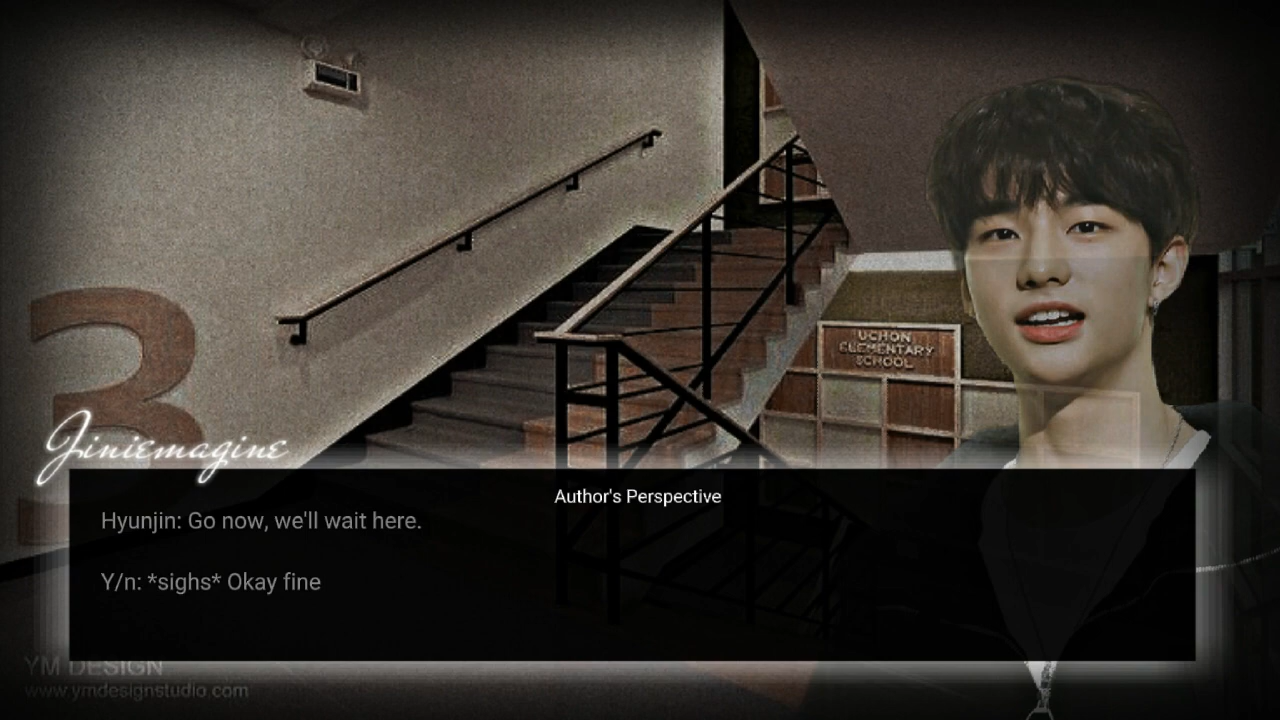 3
UCHON
ELEMENTARY
SCHOOL
Jiniemagine
Author's Perspective
Hyunjin: Go now, we'll wait here.
Y/n: *sighs* Okay fine
YM DESIGN
www.ymdesignstudio.com